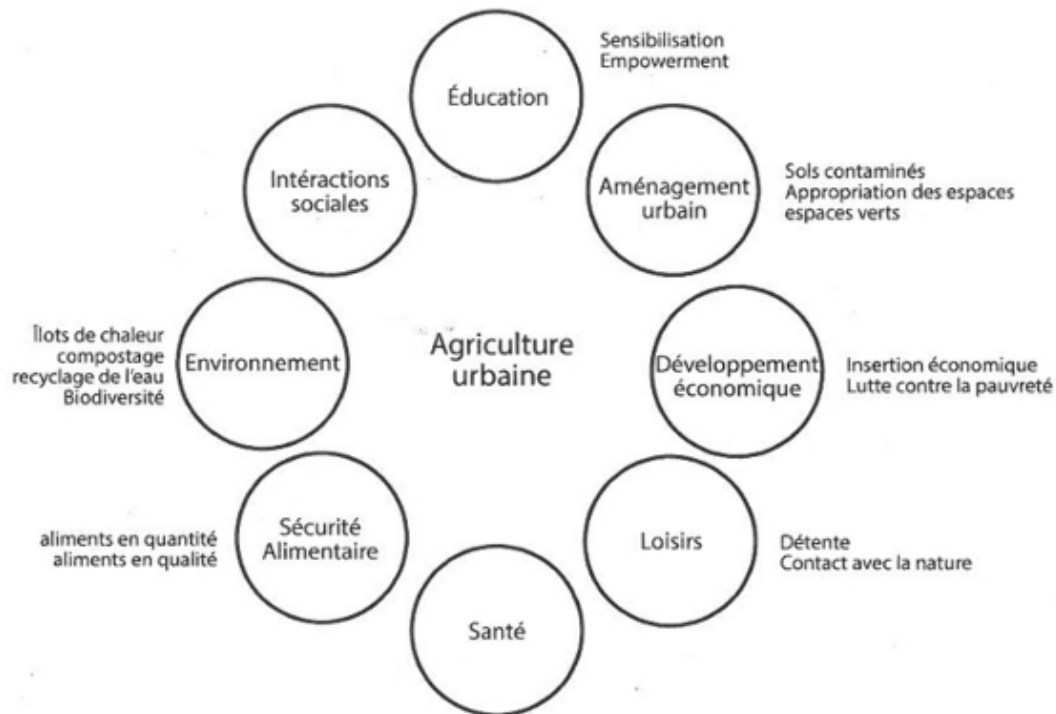 Sensibilisation
Empowerment
Éducation
Intéractions
sociales
Aménagement
urbain
Sols contaminés
Appropriation des espaces
espaces verts
Îlots de chaleur
compostage
recyclage de l'eau
Biodiversité
Environnement
Agriculture
urbaine
Développement
économique
Insertion économique
Lutte contre la pauvreté
aliments en quantité
aliments en qualité
Sécurité
Alimentaire
Loisirs
Détente
Contact avec la nature
Santé